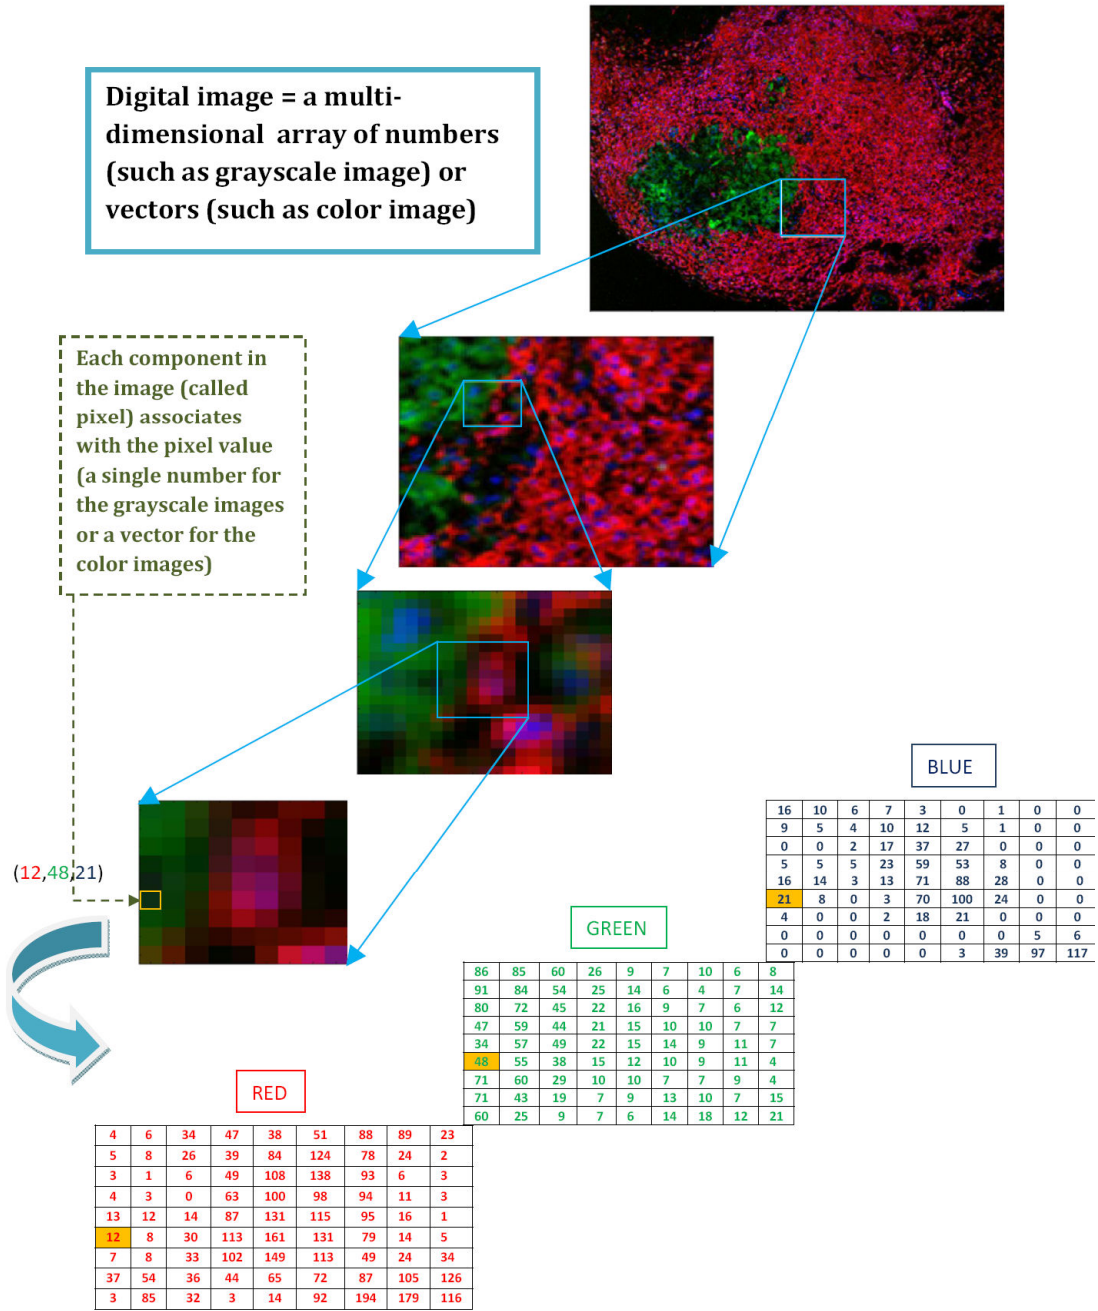 Digital image = a multi-
dimensional array of numbers
(such as grayscale image) or
vectors (such as color image)
Each component in
the image (called
pixel) associates
with the pixel value
(a single number for
the grayscale images
or a vector for the
color images)
(12,48,21)
BLUE
16 10 6 7 3 0 1 0 0
9 5 4 10 12 5 1 0 0
0 0 2 17 37 27 0 0
5 5 5 23 59 53 8 0 0
16 14 3 13 71 88 28 0 0
21 8 0 3 70 100 24 0 0
4 0 0 2 18 21 0 0 0
0 0 0 0 0 0 0 5 6
0 0 0 0 0 3 39 97 117
GREEN
86 85 60 26 9 7 10 6 8
91 84 54 25 14 6 4 7 14
80 72 45 22 16 9 7 6 12
47 59 44 21 15 10 10 7 7
34 57 49 22 15 14 9 11 7
48 55 38 15 12 10 9 11 4
71 60 29 10 10 7 7 9 4
71 43 19 7 9 13 10 7 15
60 25 9 7 6 14 18 12 21
RED
4 6 34 47 38 51 88 89 23
5 8 26 39 84 124 78 24 2
3 1 6 49 108 138 93 6 3
4 3 0 63 100 98 94 11 3
13 12 14 87 131 115 95 16 1
12 8 30 113 161 131 79 14 5
7 8 33 102 149 113 49 24 34
37 54 36 44 65 72 87 105 126
3 85 32 3 14 92 194 179 116